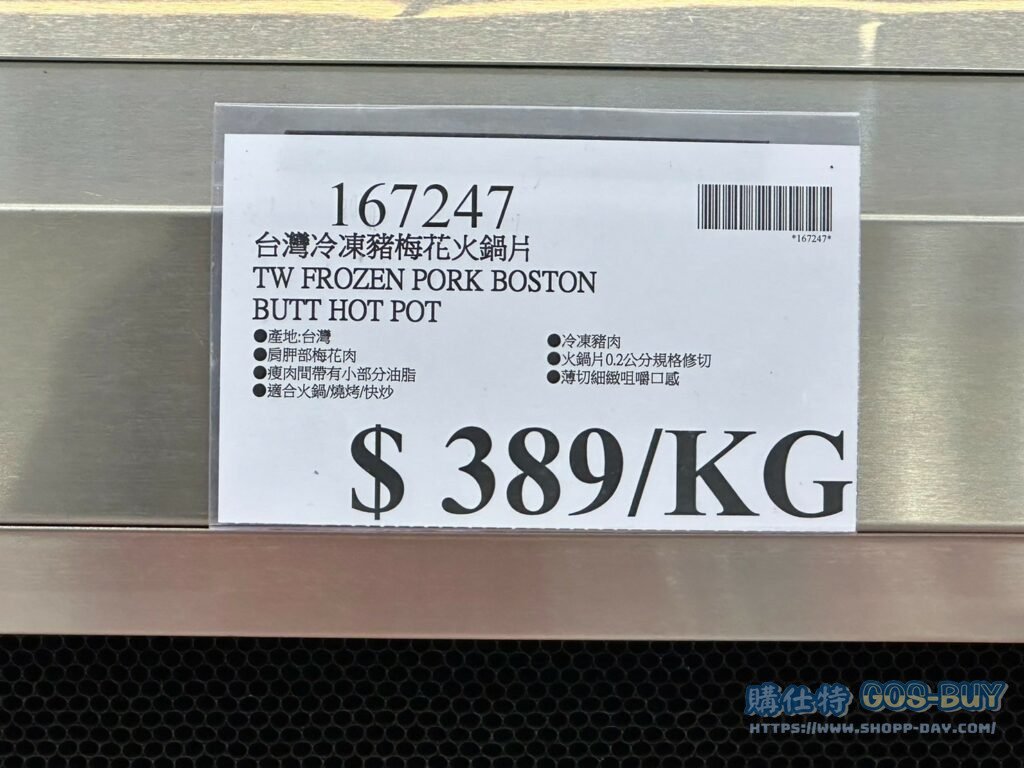 167247
*167247*
台灣冷凍豬梅花火鍋片
TW FROZEN PORK BOSTON
BUTT HOT POT
●產地:台灣
●肩胛部梅花肉
●瘦肉間帶有小部分油脂
●適合火鍋/燒烤/快炒
●冷凍豬肉
●火鍋片0.2公分規格修切
●薄切細緻咀嚼口感
$ 389/KG
購仕特 GOS-BUY
HTTPS://WWW.SHOPP-DAY.COM/